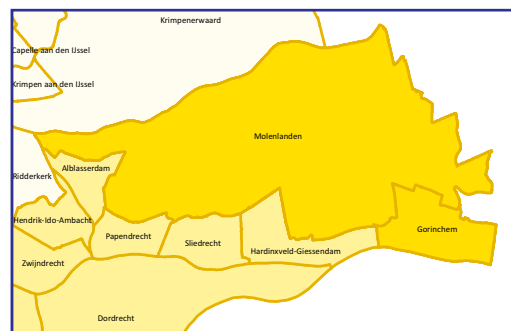 Krimpenerwaard
Capelle aan den IJssel
Krimpen aan den IJssel
Molenlanden
Alblasserdam
Ridderkerk
Hendrik-Ido-Ambacht
Gorinchem
Papendrecht
Sliedrecht
Hardinxveld-Giessendam
Zwijndrecht
Dordrecht